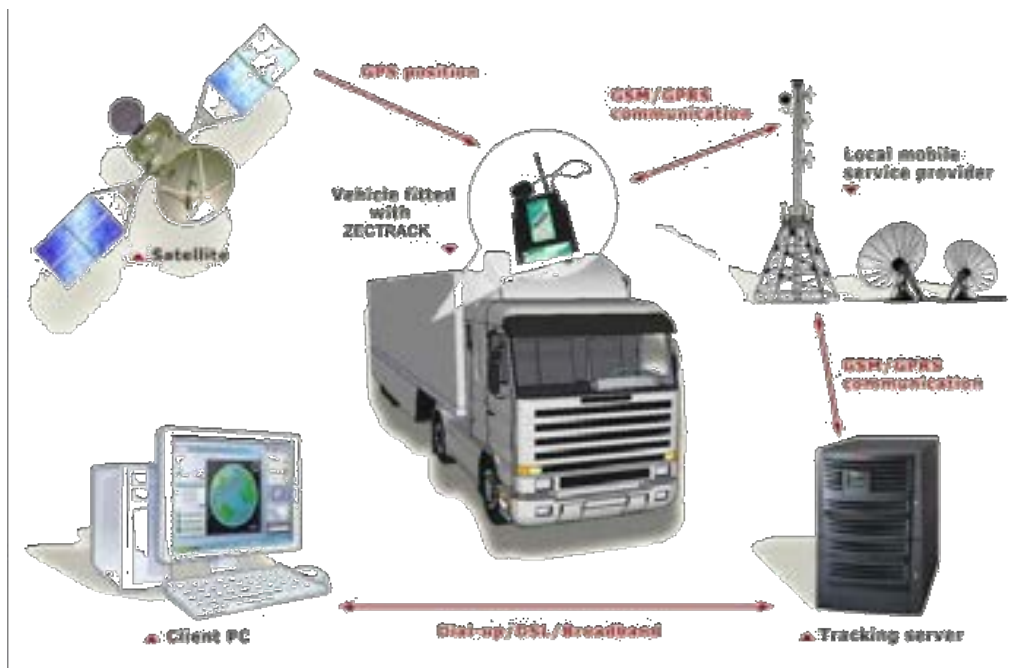 GPS position
GSM/GPRS
communication
Local mobile
service provider
Vehicle fitted
with
ZECTRACK
Satellite
GSM/GPRS
communication
Client PC
Dial-up/DSL/Broadband
Tracking server